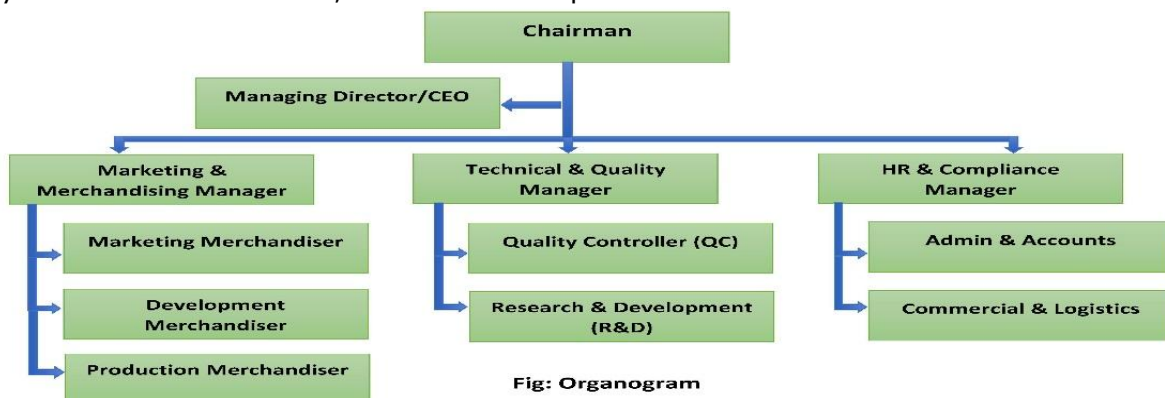 Chairman
Managing Director/CEO
Marketing &
Merchandising Manager
Technical & Quality
Manager
HR & Compliance
Manager
Marketing Merchandiser
Quality Controller (QC)
Admin & Accounts
Development
Merchandiser
Research & Development
(R&D)
Commercial & Logistics
Production Merchandiser
Fig: Organogram